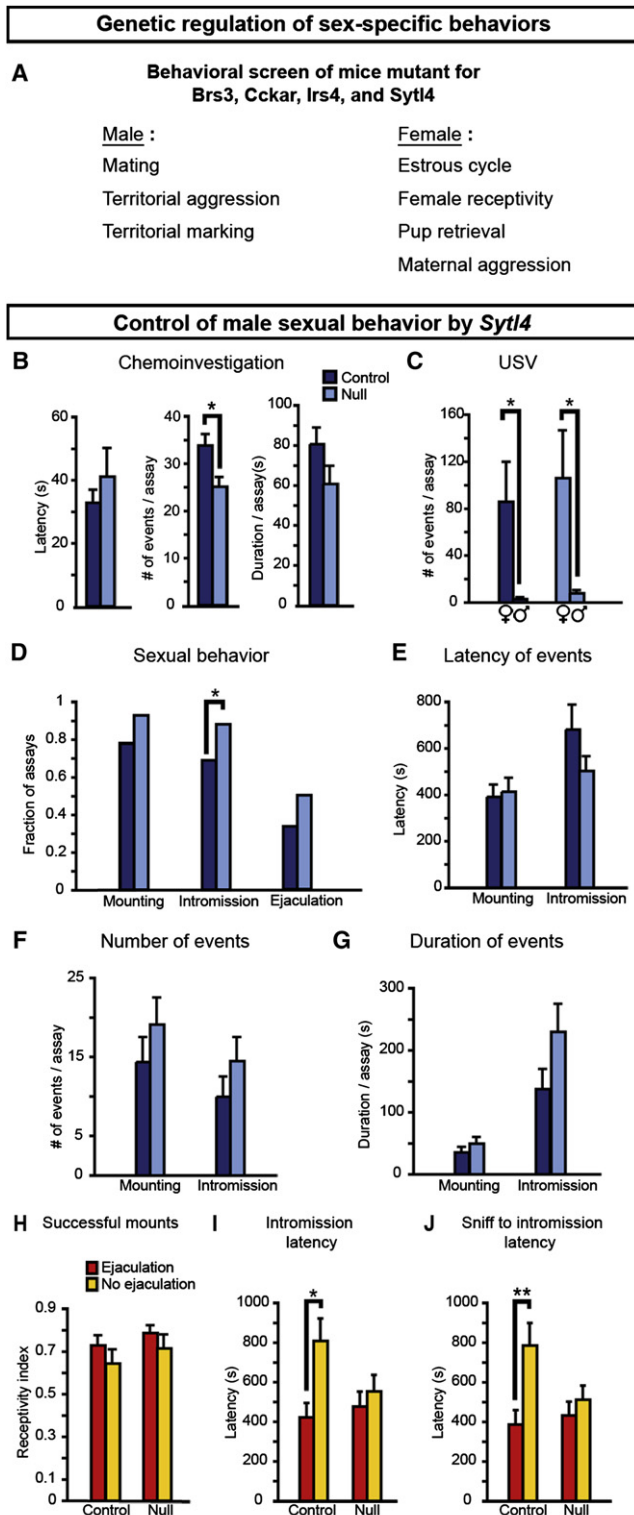 Genetic regulation of sex-specific behaviors
A
Behavioral screen of mice mutant for
Brs3, Cckar, Irs4, and Sytl4
Male :
Mating
Territorial aggression
Territorial marking
Female :
Estrous cycle
Female receptivity
Pup retrieval
Maternal aggression
Control of male sexual behavior by Sytl4
B
Chemoinvestigation
Control
Null
Latency (s)
60
40
20
0
# of events / assay
40
35
25
15
5
0
*
Duration / assay(s)
100
80
60
40
20
0
C
USV
# of events / assay
160
120
80
40
0
*
*
♀♂
♀♂
D
Sexual behavior
Fraction of assays
1
0.8
0.6
0.4
0.2
0
*
Mounting
Intromission
Ejaculation
E
Latency of events
Latency (s)
800
600
400
200
0
Mounting
Intromission
F
Number of events
# of events / assay
25
15
5
0
Mounting
Intromission
G
Duration of events
Duration / assay (s)
300
200
100
0
Mounting
Intromission
H
Successful mounts
Ejaculation
No ejaculation
Receptivity index
0.9
0.7
0.5
0.3
0.1
0
Control
Null
I
Intromission
latency
Latency (s)
1000
800
600
400
200
0
*
Control
Null
J
Sniff to intromission
latency
Latency (s)
1000
800
600
400
200
0
**
Control
Null